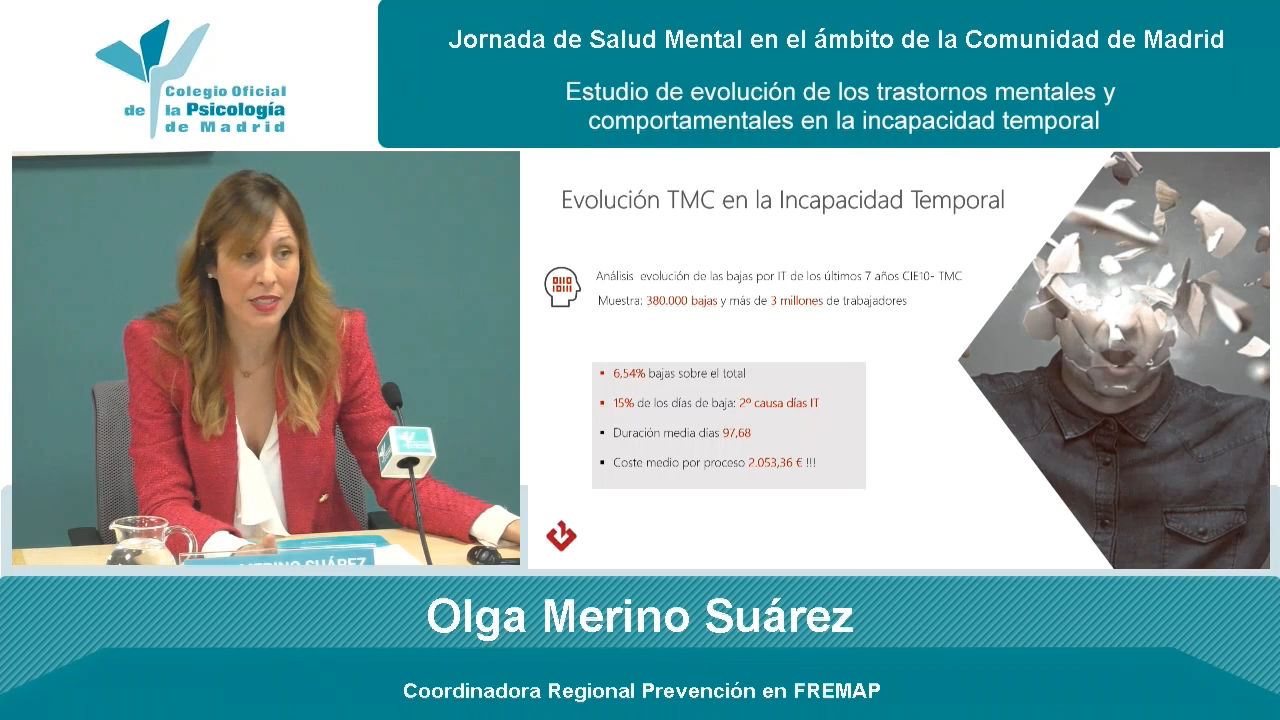 Colegio Oficial
de la Psicología
de Madrid
Jornada de Salud Mental en el ámbito de la Comunidad de Madrid
Estudio de evolución de los trastornos mentales y
comportamentales en la incapacidad temporal
Evolución TMC en la Incapacidad Temporal
Análisis evolución de las bajas por IT de los últimos 7 años CIE10- TMC
Muestra: 380.000 bajas y más de 3 millones de trabajadores
6,54% bajas sobre el total
15% de los días de baja: 2º causa días IT
Duración media días 97,68
Coste medio por proceso 2.053,36 € !!!
MERINO SUÁREZ
Olga Merino Suárez
Coordinadora Regional Prevención en FREMAP